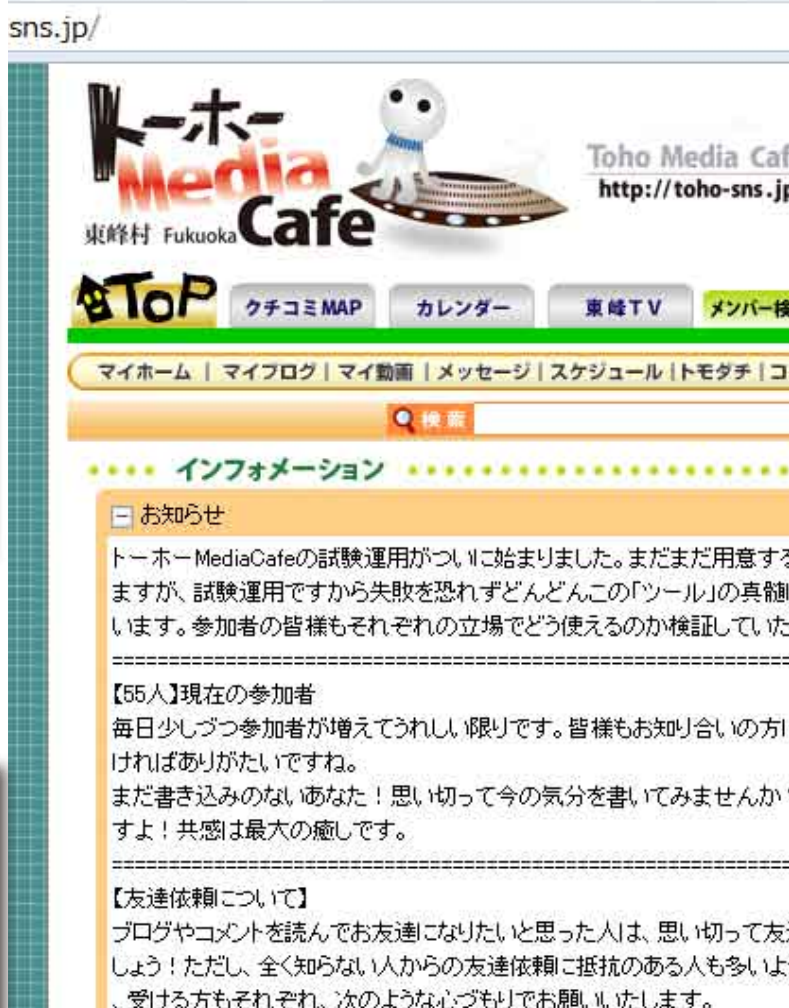 sns.jp/
トーホー
Media
Cafe
東峰村 Fukuoka
Toho Media Caf
http://toho-sns.jp
TOP
クチコミMAP
カレンダー
東峰TV
メンバー検
マイホーム | マイブログ | マイ動画 | メッセージ | スケジュール | トモダチ | コ
検索
インフォメーション
お知らせ
トーホーMediaCafeの試験運用がついに始まりました。まだまだ用意する
ますが、試験運用ですから失敗を恐れずどんどんこの「ツール」の真髄に
います。参加者の皆様もそれぞれの立場でどう使えるのか検証していた
============================================================
【55人】現在の参加者
毎日少しづつ参加者が増えてうれしい限りです。皆様もお知り合いの方に
ければありがたいですね。
まだ書き込みのないあなた！思い切って今の気分を書いてみませんか？
すよ！共感は最大の癒しです。
============================================================
【友達依頼について】
ブログやコメントを読んでお友達になりたいと思った人は、思い切って友達
しょう！ただし、全く知らない人からの友達依頼に抵抗のある人も多いよ
、受ける方もそれぞれ、次のような心づもりでお願いいたします。